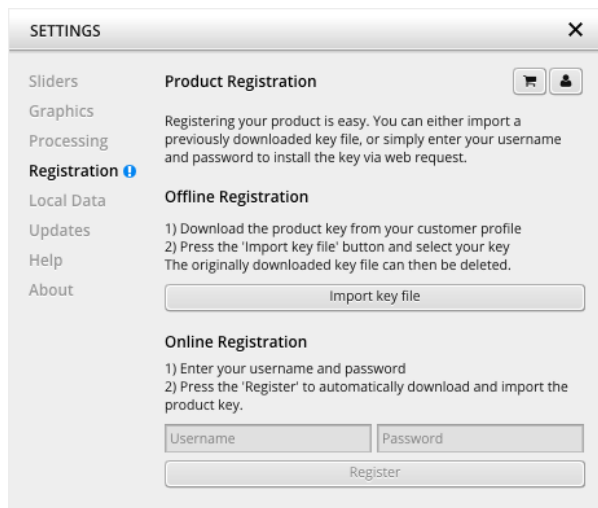 SETTINGS
Sliders
Graphics
Processing
Registration
Local Data
Updates
Help
About
Product Registration
Registering your product is easy. You can either import a
previously downloaded key file, or simply enter your username
and password to install the key via web request.
Offline Registration
1) Download the product key from your customer profile
2) Press the 'Import key file' button and select your key
The originally downloaded key file can then be deleted.
Import key file
Online Registration
1) Enter your username and password
2) Press the 'Register' to automatically download and import the
product key.
Username
Password
Register